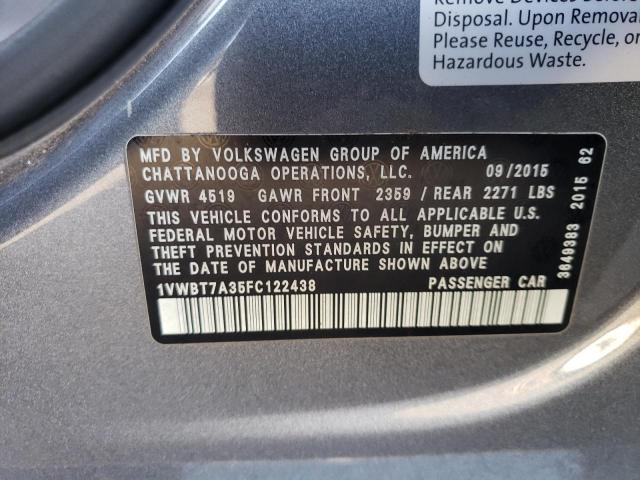 Remove Devices Before
Disposal. Upon Removal
Please Reuse, Recycle, or
Hazardous Waste.
MFD BY VOLKSWAGEN GROUP OF AMERICA
CHATTANOOGA OPERATIONS, LLC. 09/2015
GVWR 4519 GAWR FRONT 2359 / REAR 2271 LBS
THIS VEHICLE CONFORMS TO ALL APPLICABLE U.S.
FEDERAL MOTOR VEHICLE SAFETY, BUMPER AND
THEFT PREVENTION STANDARDS IN EFFECT ON
THE DATE OF MANUFACTURE SHOWN ABOVE
1VWBT7A35FC122438 PASSENGER CAR
3649383 2015 62